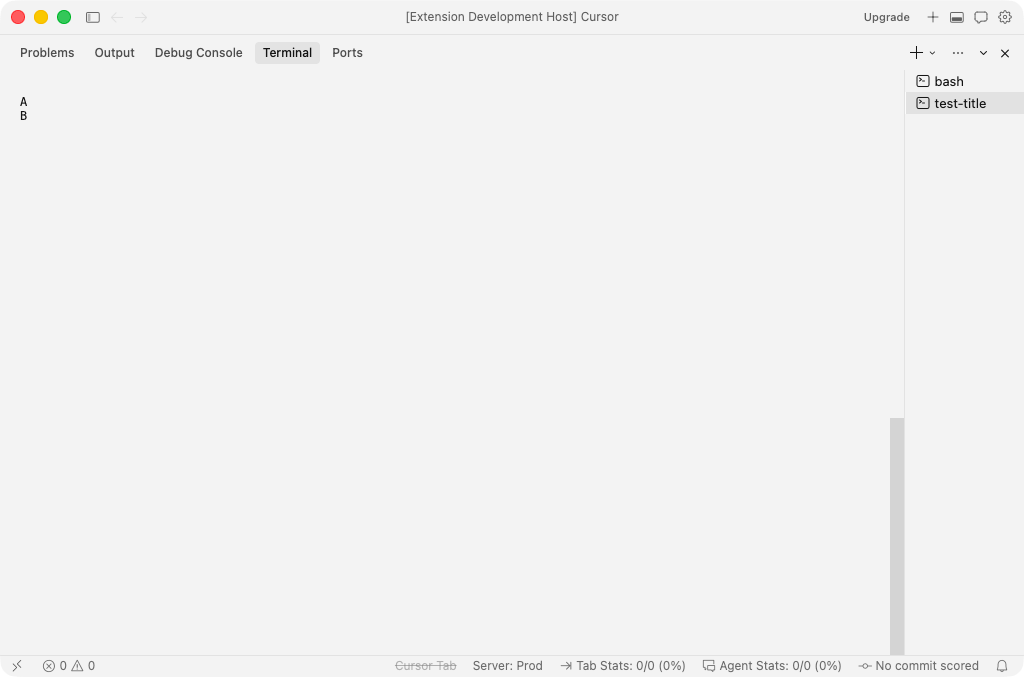 [Extension Development Host] Cursor
Upgrade
Problems Output Debug Console Terminal Ports
bash
test-title
A
B
0 0 Cursor Tab Server: Prod Tab Stats: 0/0 (0%) Agent Stats: 0/0 (0%) No commit scored